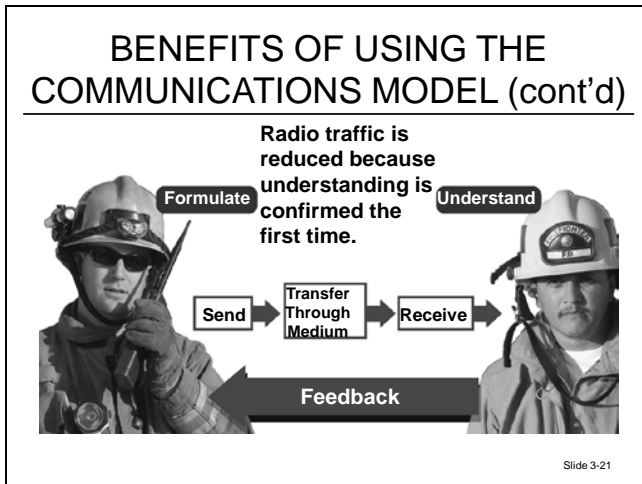 BENEFITS OF USING THE
COMMUNICATIONS MODEL (cont'd)
Radio traffic is
reduced because
understanding is
confirmed the
first time.
Formulate
Understand
FIREFIGHTER
F.D.
Send
Transfer
Through
Medium
Receive
Feedback
Slide 3-21